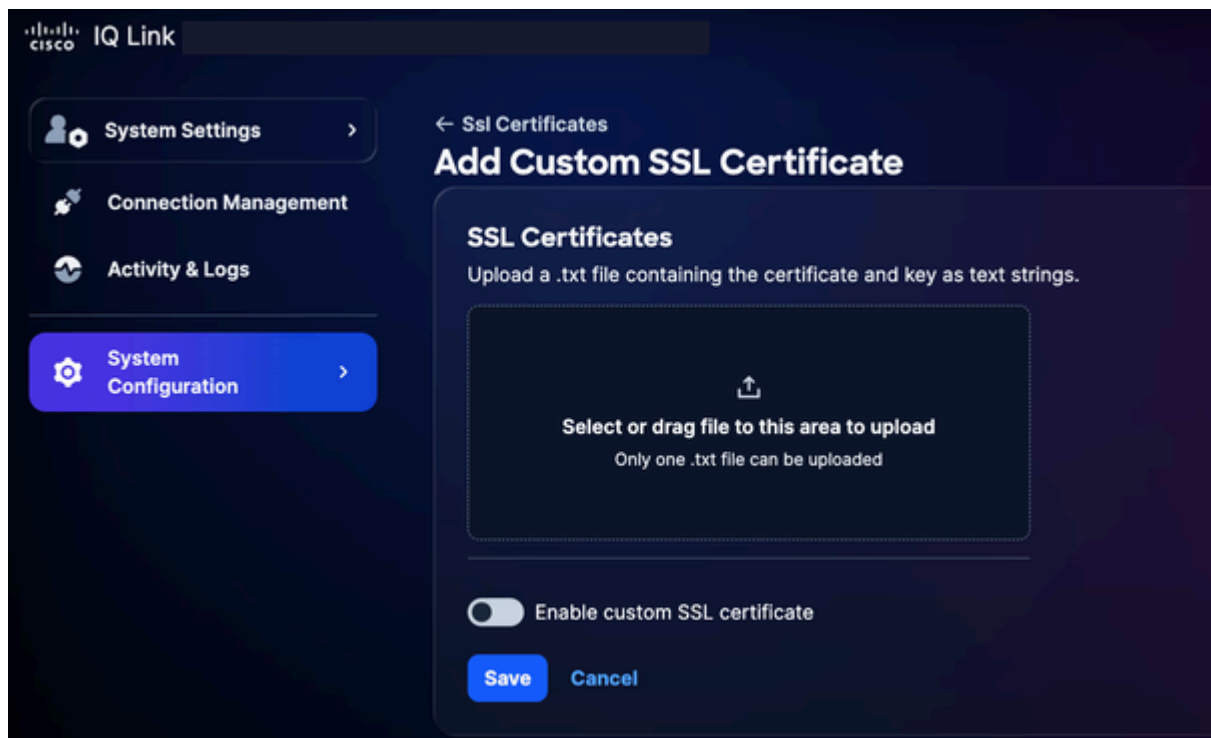 cisco IQ Link
System Settings
Connection Management
Activity & Logs
System
Configuration
← Ssl Certificates
Add Custom SSL Certificate
SSL Certificates
Upload a .txt file containing the certificate and key as text strings.
Select or drag file to this area to upload
Only one .txt file can be uploaded
Enable custom SSL certificate
Save Cancel